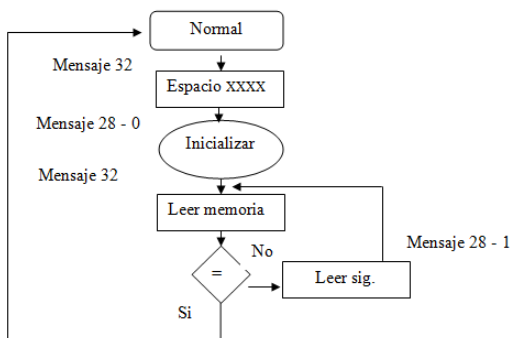 Normal
Mensaje 32
Espacio XXXX
Mensaje 28 - 0
Inicializar
Mensaje 32
Leer memoria
Mensaje 28 - 1
No
=
Leer sig.
Si